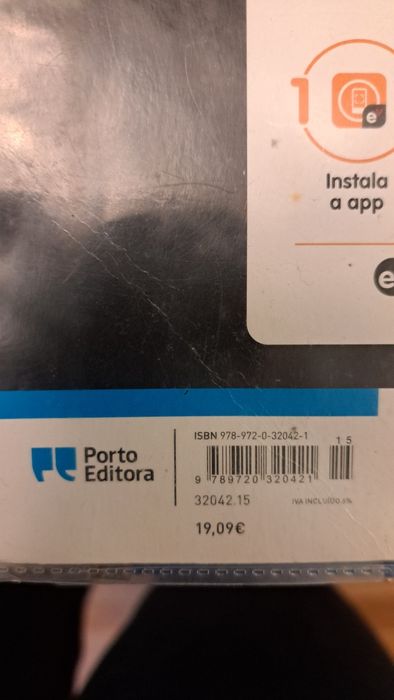 1
e
Instala
a app
e
Porto
Editora
ISBN 978-972-0-32042-1
15
9 789720 320421
32042.15
IVA INCLUÍDO.6%
19,09€